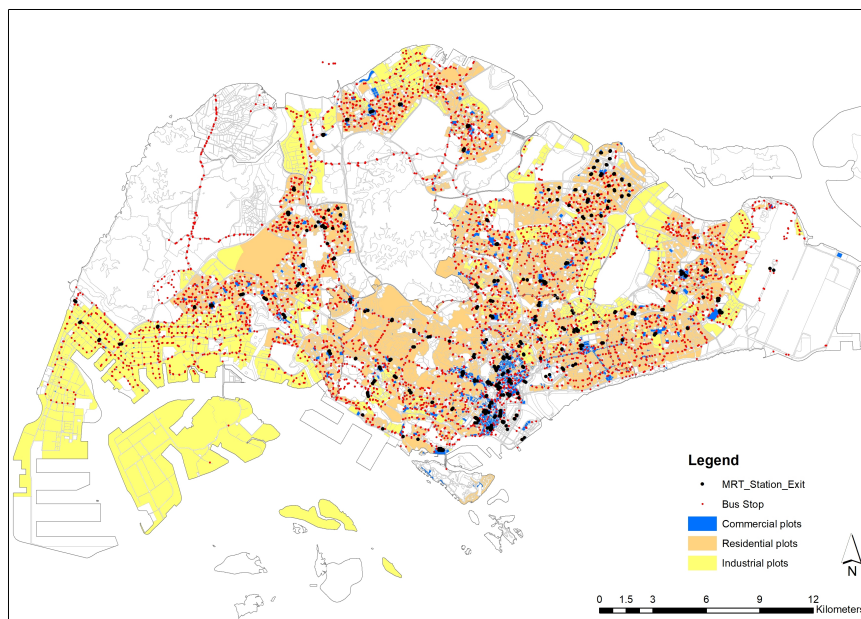 Legend
MRT_Station_Exit
Bus Stop
Commercial plots
Residential plots
Industrial plots
N
0 1.5 3 6 9 12
Kilometers